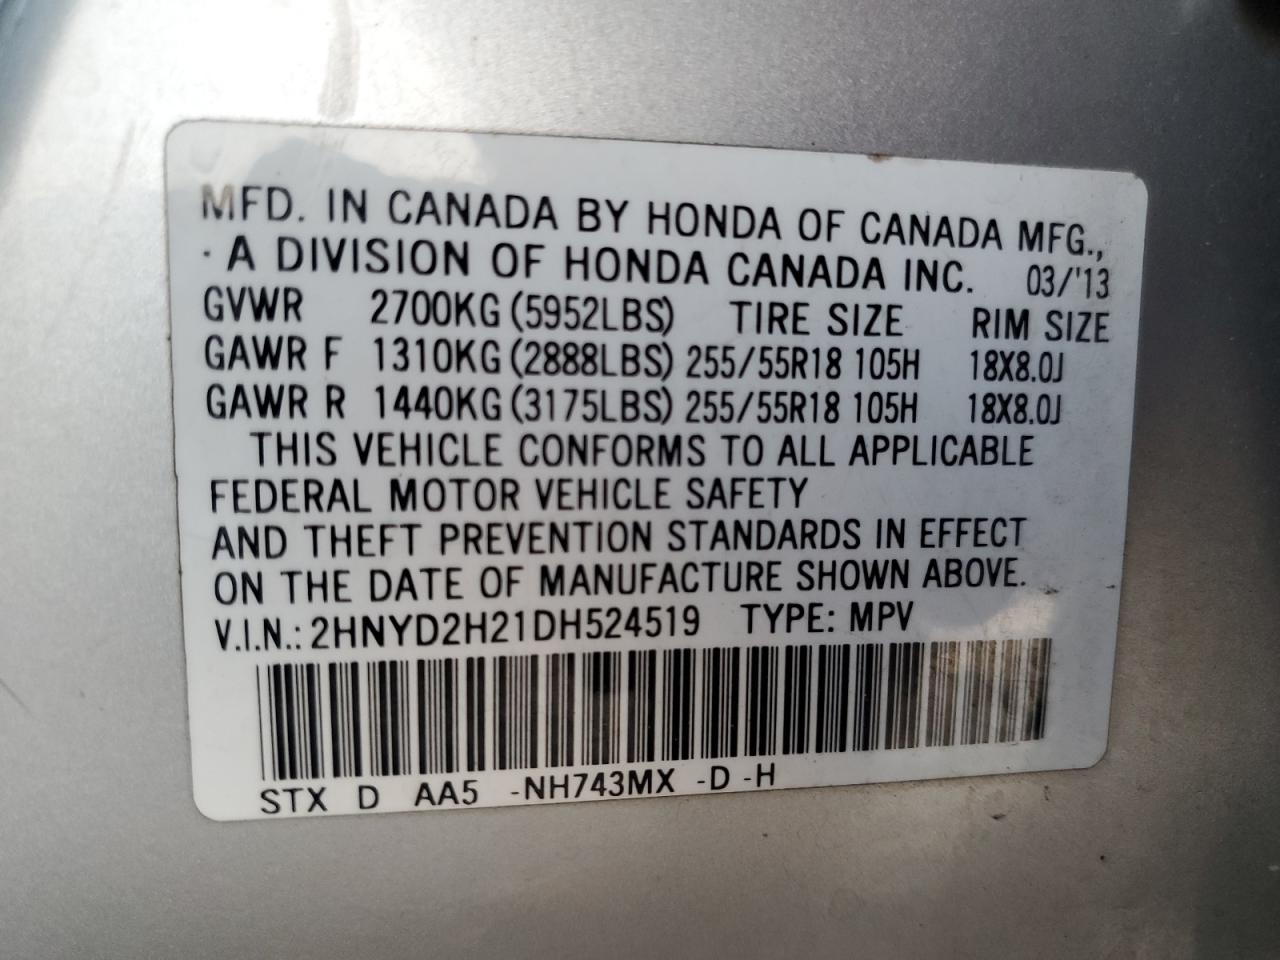 MFD. IN CANADA BY HONDA OF CANADA MFG.,
· A DIVISION OF HONDA CANADA INC. 03/'13
GVWR 2700KG (5952LBS) TIRE SIZE RIM SIZE
GAWR F 1310KG (2888LBS) 255/55R18 105H 18X8.0J
GAWR R 1440KG (3175LBS) 255/55R18 105H 18X8.0J
THIS VEHICLE CONFORMS TO ALL APPLICABLE
FEDERAL MOTOR VEHICLE SAFETY
AND THEFT PREVENTION STANDARDS IN EFFECT
ON THE DATE OF MANUFACTURE SHOWN ABOVE.
V.I.N.: 2HNYD2H21DH524519 TYPE: MPV
STX D AA5 -NH743MX -D -H